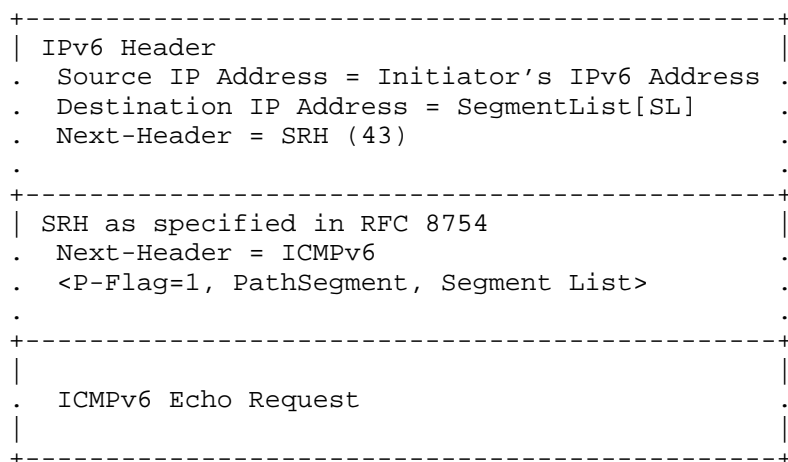 +-----------------------------------------------+
| IPv6 Header                                   |
.  Source IP Address = Initiator's IPv6 Address .
.  Destination IP Address = SegmentList[SL]     .
.  Next-Header = SRH (43)                       .
.                                               .
+-----------------------------------------------+
| SRH as specified in RFC 8754                  |
.  Next-Header = ICMPv6                         .
.  <P-Flag=1, PathSegment, Segment List>        .
.                                               .
+-----------------------------------------------+
|                                               |
.  ICMPv6 Echo Request                          .
|                                               |
+-----------------------------------------------+